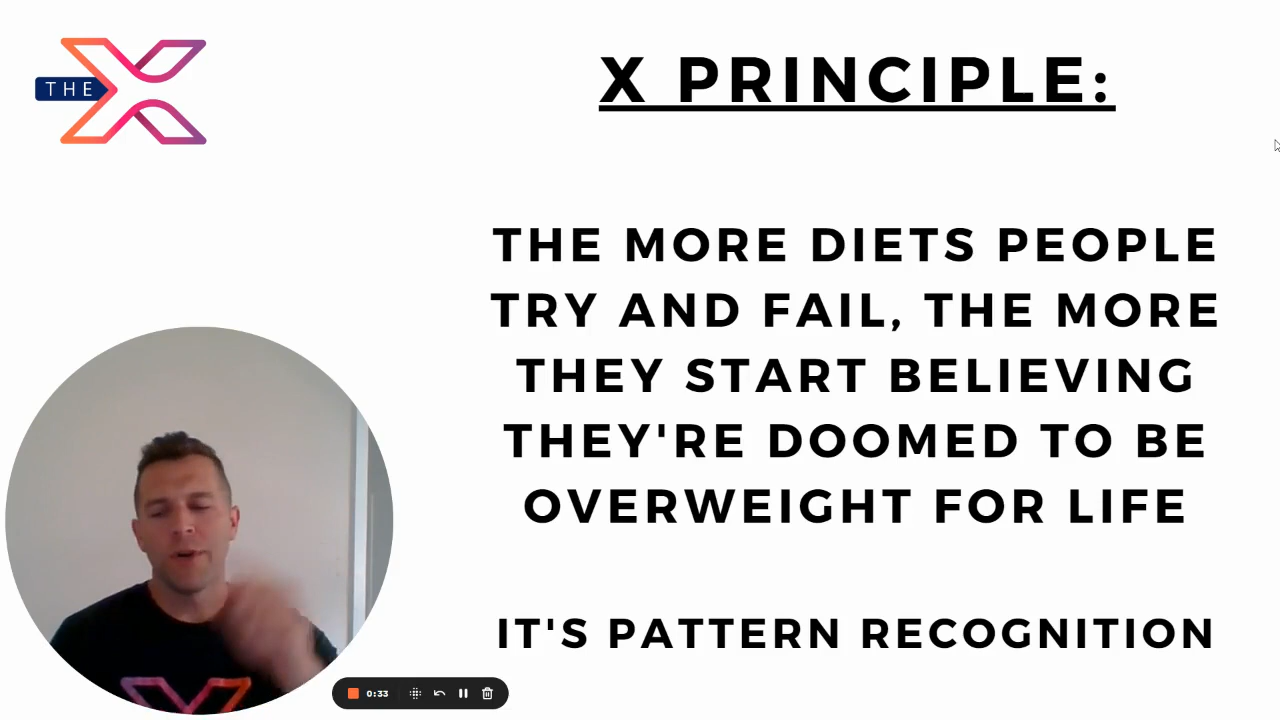 THE
X PRINCIPLE:
THE MORE DIETS PEOPLE
TRY AND FAIL, THE MORE
THEY START BELIEVING
THEY'RE DOOMED TO BE
OVERWEIGHT FOR LIFE
IT'S PATTERN RECOGNITION
0:33